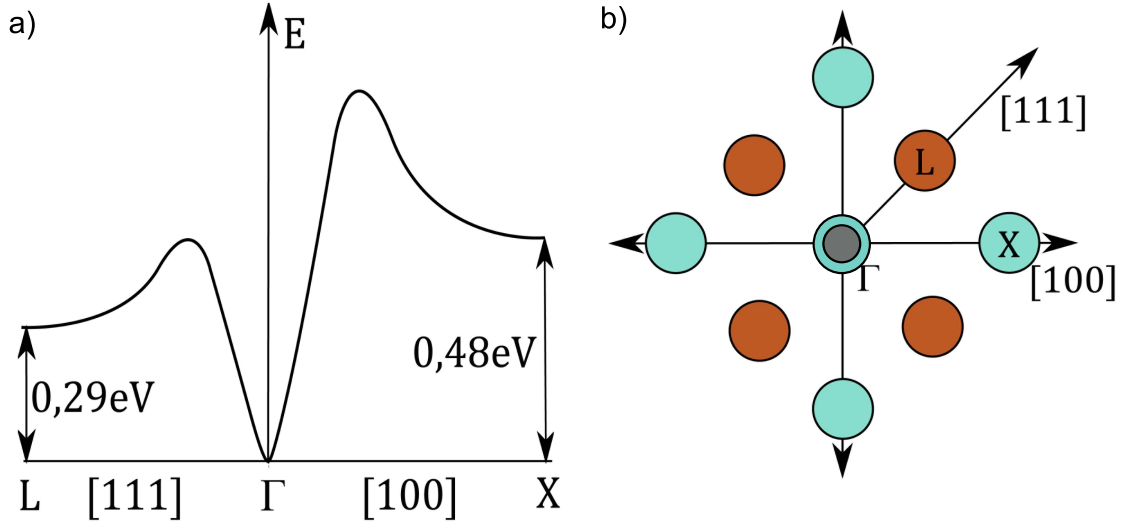 a)
E
0,29eV
0,48eV
L [111] Γ [100] X
b)
[111]
L
X
Γ
[100]